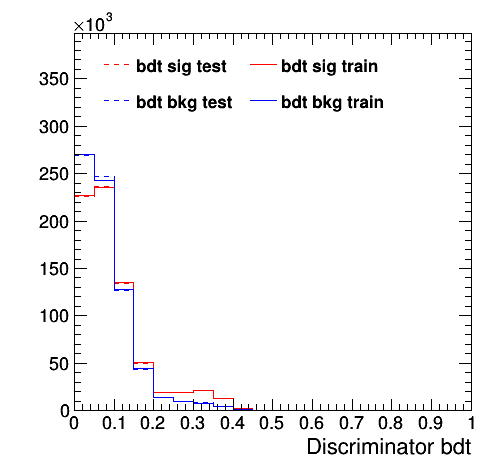 ×10³
bdt sig test bdt sig train
bdt bkg test bdt bkg train
350
300
250
200
150
100
50
0
0 0.1 0.2 0.3 0.4 0.5 0.6 0.7 0.8 0.9 1
Discriminator bdt